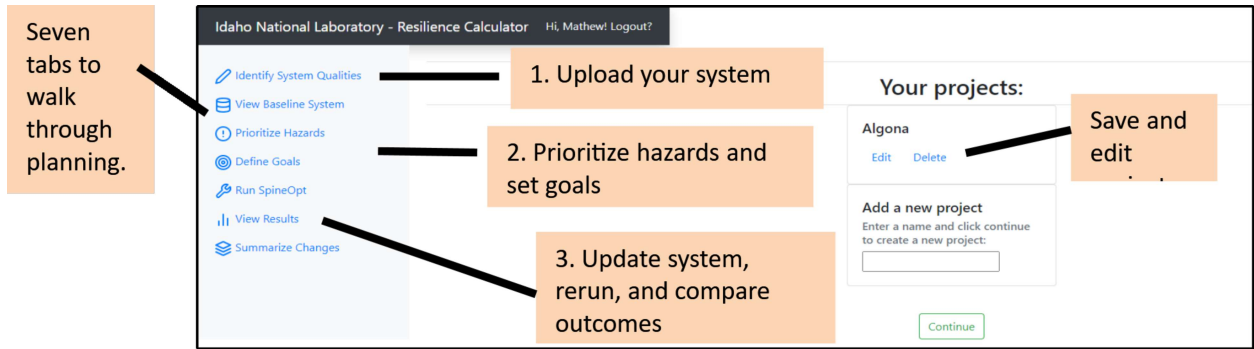 Seven
tabs to
walk
through
planning.
Idaho National Laboratory - Resilience Calculator Hi, Mathew! Logout?
Identify System Qualities
View Baseline System
Prioritize Hazards
Define Goals
Run SpineOpt
View Results
Summarize Changes
1. Upload your system
2. Prioritize hazards and
set goals
3. Update system,
rerun, and compare
outcomes
Your projects:
Algona
Edit Delete
Add a new project
Enter a name and click continue
to create a new project:
Continue
Save and
edit